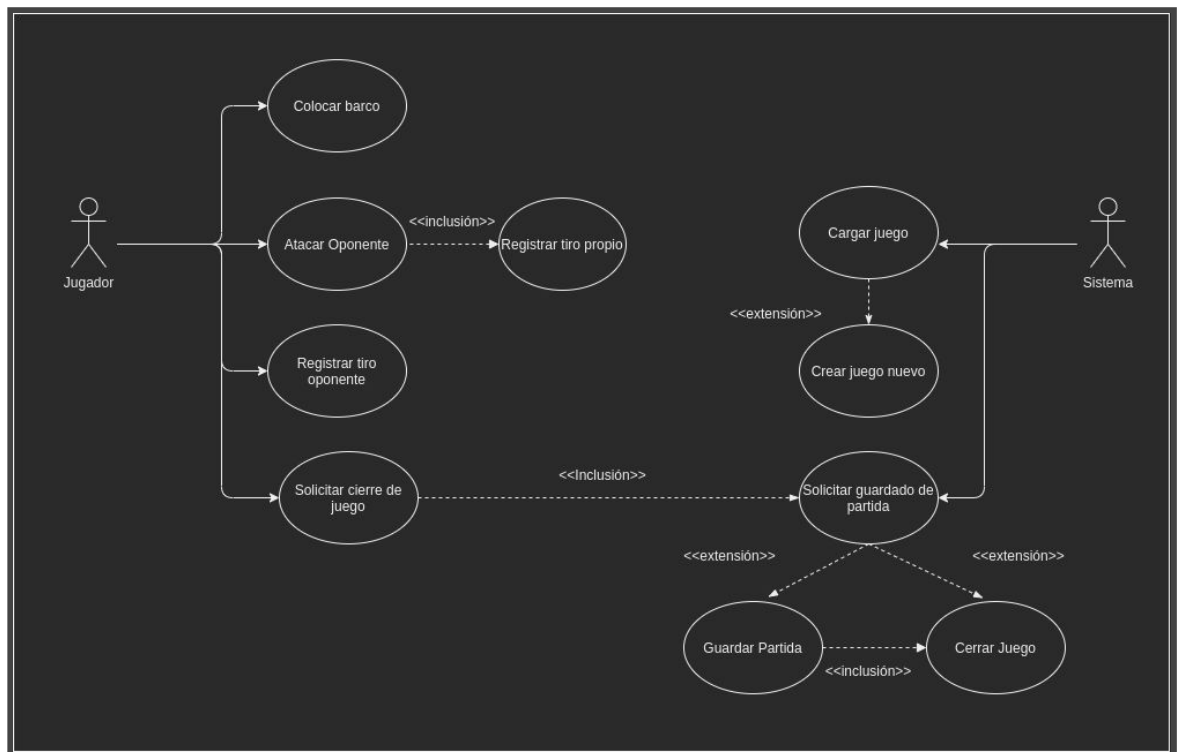 Colocar barco
<<inclusión>>
Atacar Oponente
Registrar tiro propio
Cargar juego
Jugador
Sistema
<<extensión>>
Registrar tiro
oponente
Crear juego nuevo
<<Inclusión>>
Solicitar cierre de
juego
Solicitar guardado de
partida
<<extensión>>
<<extensión>>
Guardar Partida
Cerrar Juego
<<inclusión>>